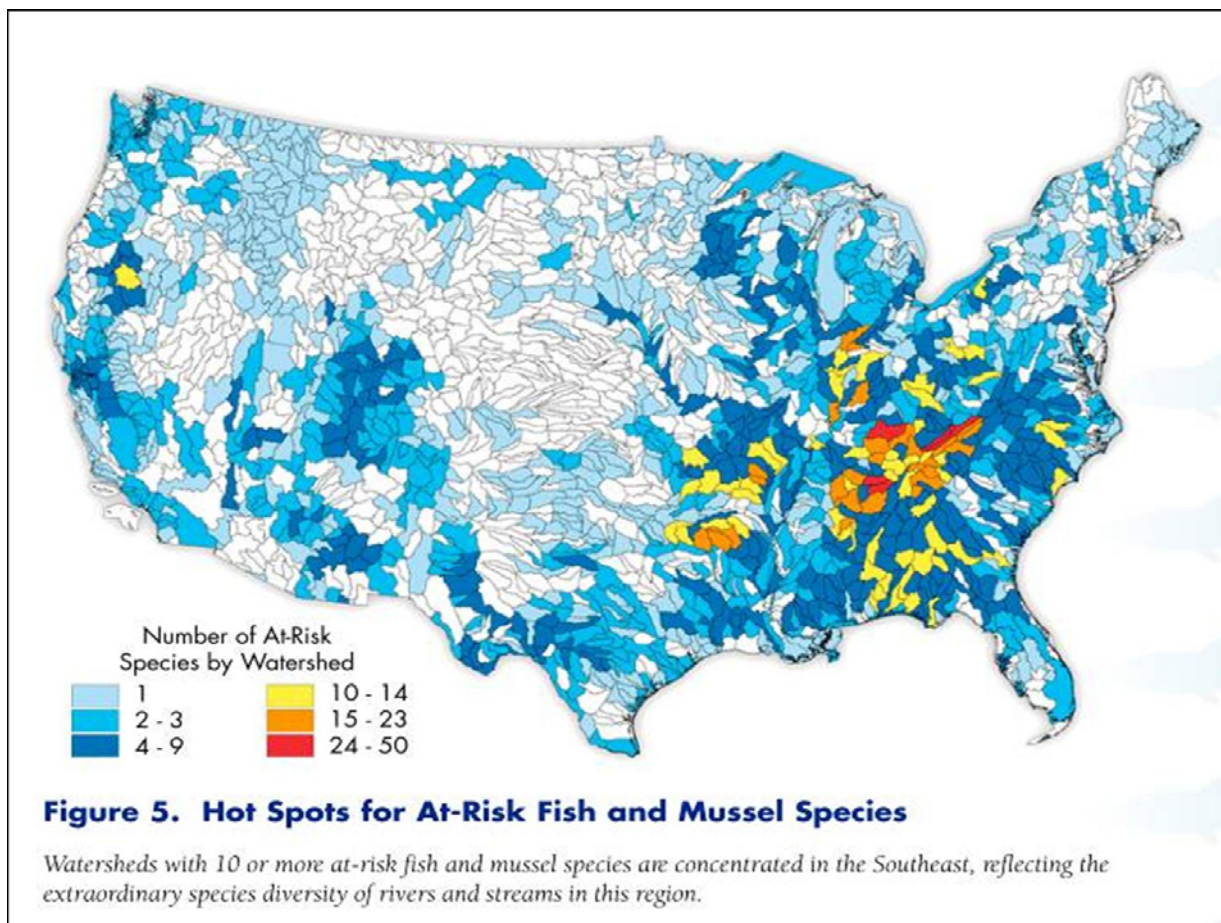 Number of At-Risk
Species by Watershed
1
2 - 3
4 - 9
10 - 14
15 - 23
24 - 50
Figure 5. Hot Spots for At-Risk Fish and Mussel Species
Watersheds with 10 or more at-risk fish and mussel species are concentrated in the Southeast, reflecting the
extraordinary species diversity of rivers and streams in this region.